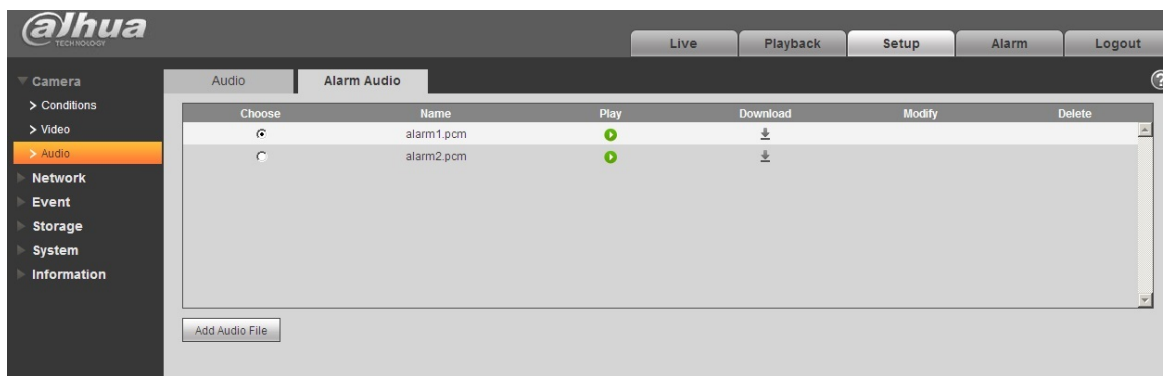 alhua
TECHNOLOGY
Live Playback Setup Alarm Logout
Camera
> Conditions
> Video
> Audio
Network
Event
Storage
System
Information
Audio Alarm Audio
?
Choose Name Play Download Modify Delete
alarm1.pcm
alarm2.pcm
Add Audio File